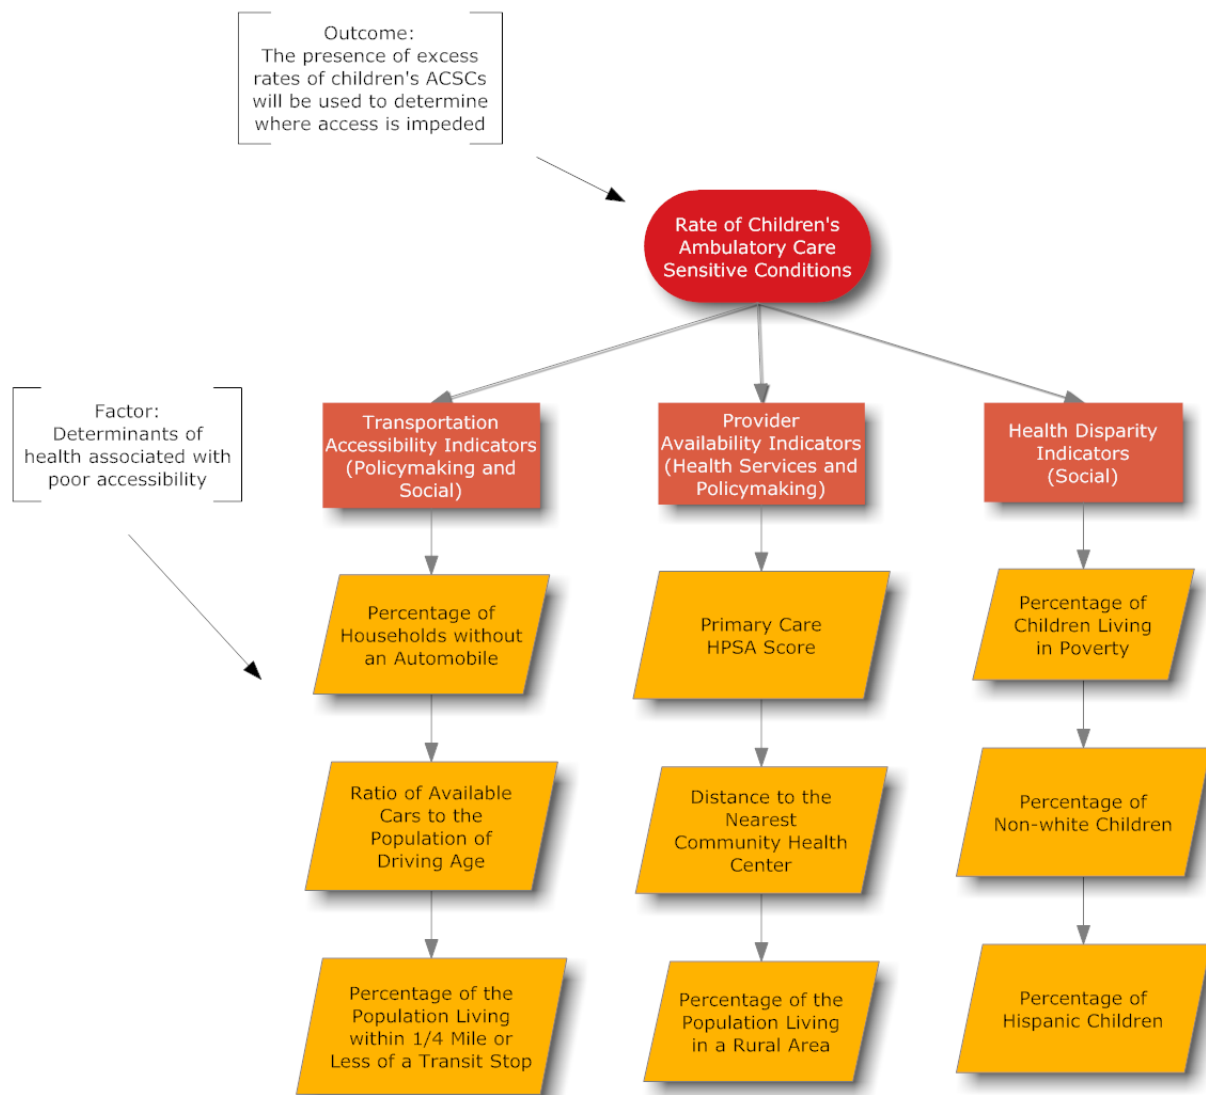 Outcome:
The presence of excess
rates of children's ACSCs
will be used to determine
where access is impeded
Rate of Children's
Ambulatory Care
Sensitive Conditions
Factor:
Determinants of
health associated with
poor accessibility
Transportation
Accessibility Indicators
(Policymaking and
Social)
Provider
Availability Indicators
(Health Services and
Policymaking)
Health Disparity
Indicators
(Social)
Percentage of
Households without
an Automobile
Primary Care
HPSA Score
Percentage of
Children Living
in Poverty
Ratio of Available
Cars to the
Population of
Driving Age
Distance to the
Nearest
Community Health
Center
Percentage of
Non-white Children
Percentage of the
Population Living
within 1/4 Mile or
Less of a Transit Stop
Percentage of the
Population Living
in a Rural Area
Percentage of
Hispanic Children